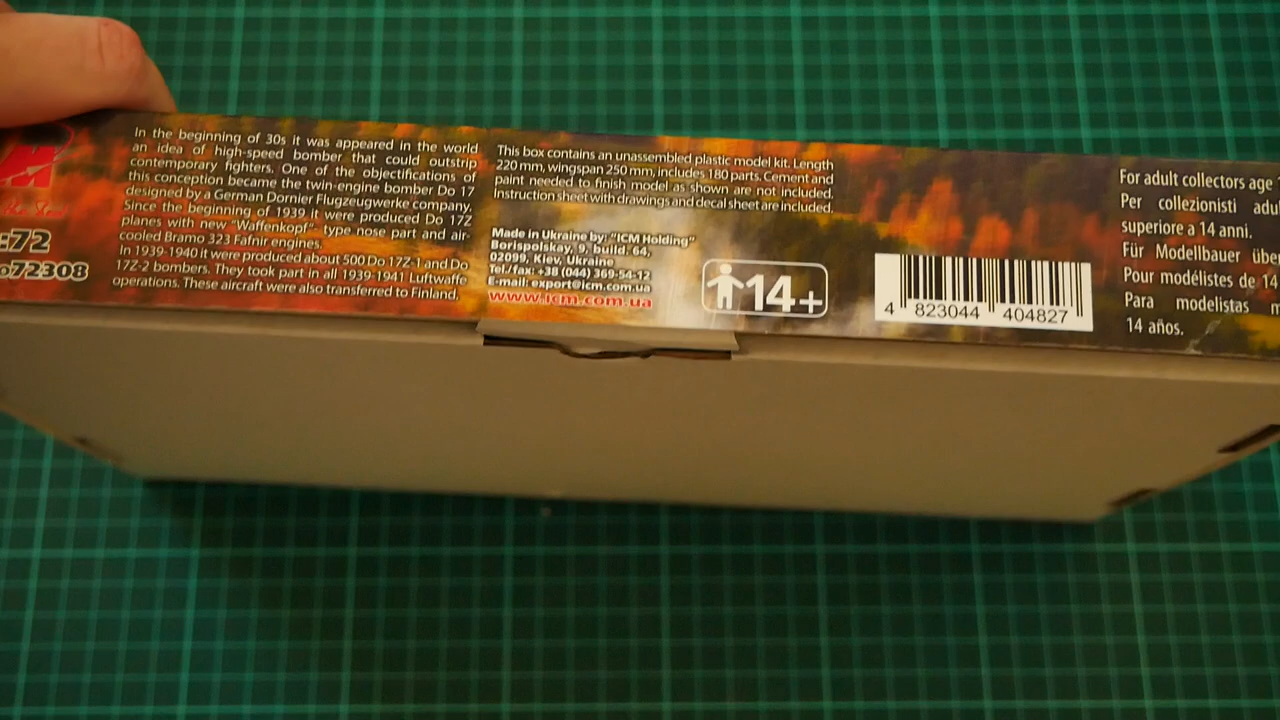 :72
o72308
In the beginning of 30s it was appeared in the world
an idea of high-speed bomber that could outstrip
contemporary fighters. One of the objectifications of
this conception became the twin-engine bomber Do 17
designed by a German Dornier Flugzeugwerke company.
Since the beginning of 1939 it were produced Do 17Z
planes with new "Waffenkopf"- type nose part and air-
cooled Bramo 323 Fafnir engines.
In 1939-1940 it were produced about 500 Do 17Z-1 and Do
17Z-2 bombers. They took part in all 1939-1941 Luftwaffe
operations. These aircraft were also transferred to Finland.
This box contains an unassembled plastic model kit. Length
220 mm, wingspan 250 mm, includes 180 parts. Cement and
paint needed to finish model as shown are not included.
Instruction sheet with drawings and decal sheet are included.
Made in Ukraine by: "ICM Holding"
Borispolskay, 9, build. 64,
02099, Kiev, Ukraine
Tel./fax: +38 (044) 369-54-12
E-mail: export@icm.com.ua
www.icm.com.ua
14+
4 823044 404827
For adult collectors age 1
Per collezionisti adul
superiore a 14 anni.
Für Modellbauer über
Pour modélistes de 14
Para modelistas m
14 años.